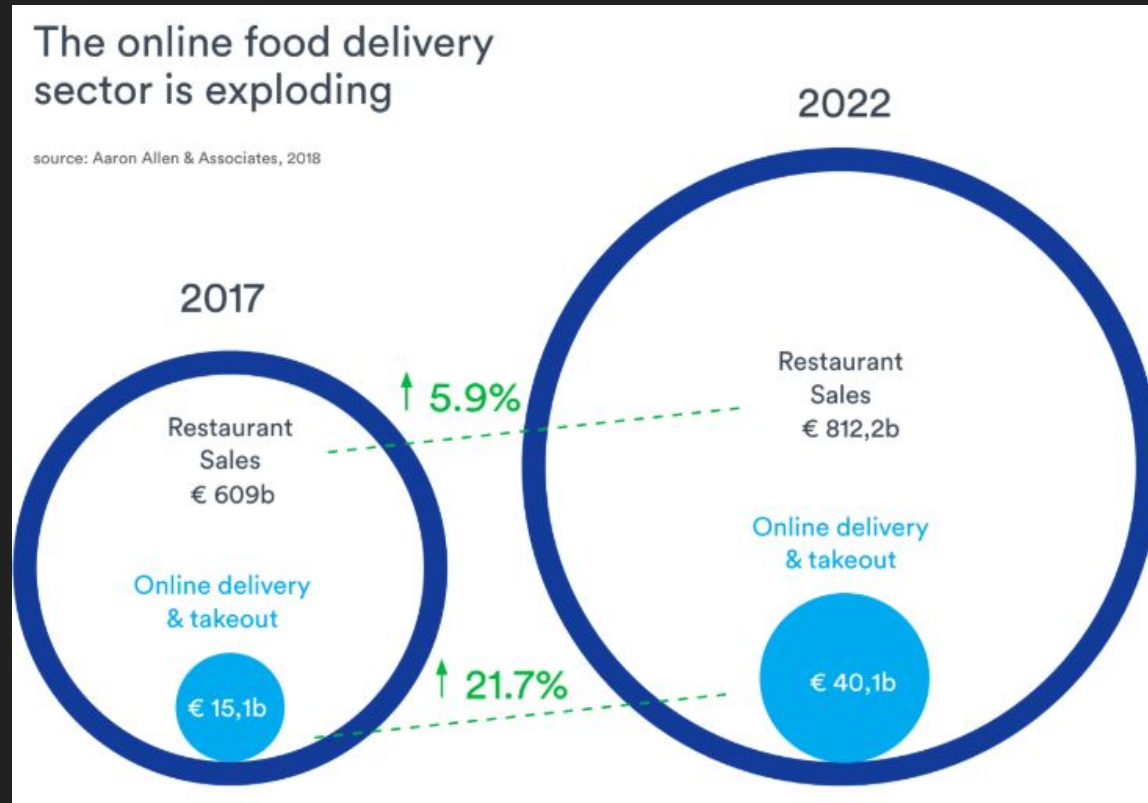 The online food delivery
sector is exploding
source: Aaron Allen & Associates, 2018
2017
Restaurant
Sales
€ 609b
Online delivery
& takeout
€ 15,1b
↑ 5.9%
↑ 21.7%
2022
Restaurant
Sales
€ 812,2b
Online delivery
& takeout
€ 40,1b